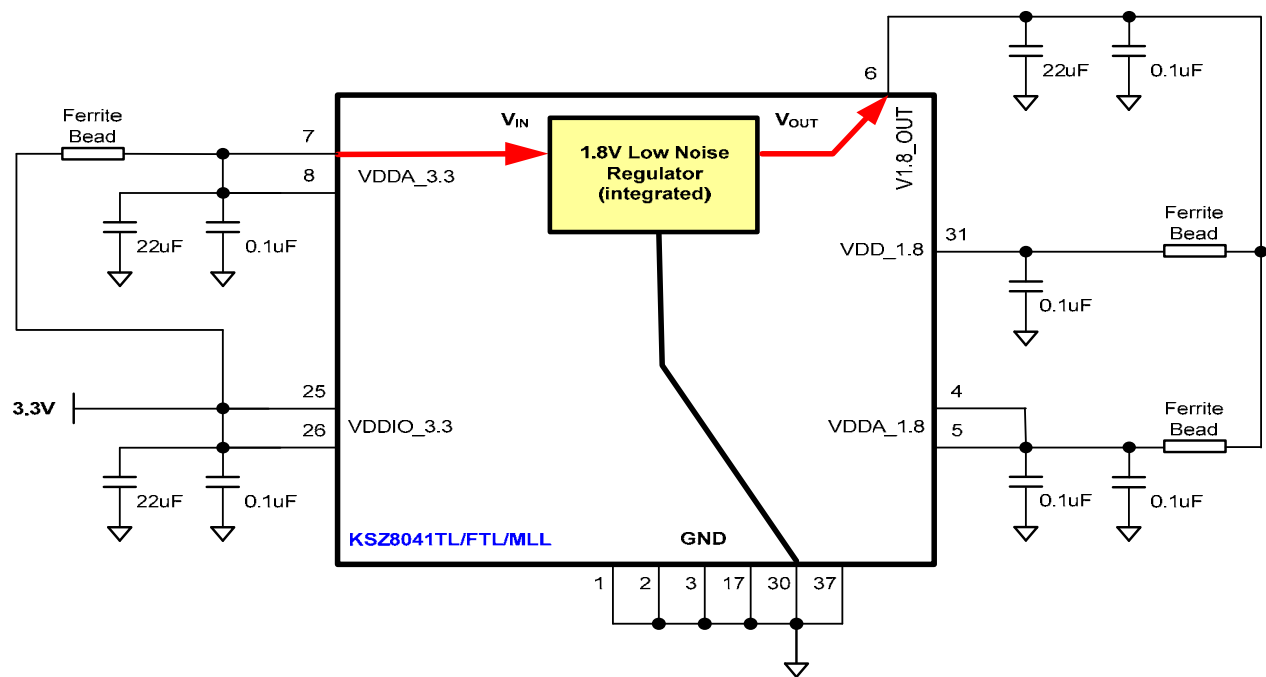 6
22uF
0.1uF
Ferrite
Bead
7
VIN
VOUT
V1.8_OUT
1.8V Low Noise
Regulator
(integrated)
8
VDDA_3.3
22uF
0.1uF
31
VDD_1.8
Ferrite
Bead
0.1uF
3.3V
25
VDDIO_3.3
26
22uF
0.1uF
4
VDDA_1.8
5
Ferrite
Bead
0.1uF
0.1uF
KSZ8041TL/FTL/MLL
GND
1
2
3
17
30
37